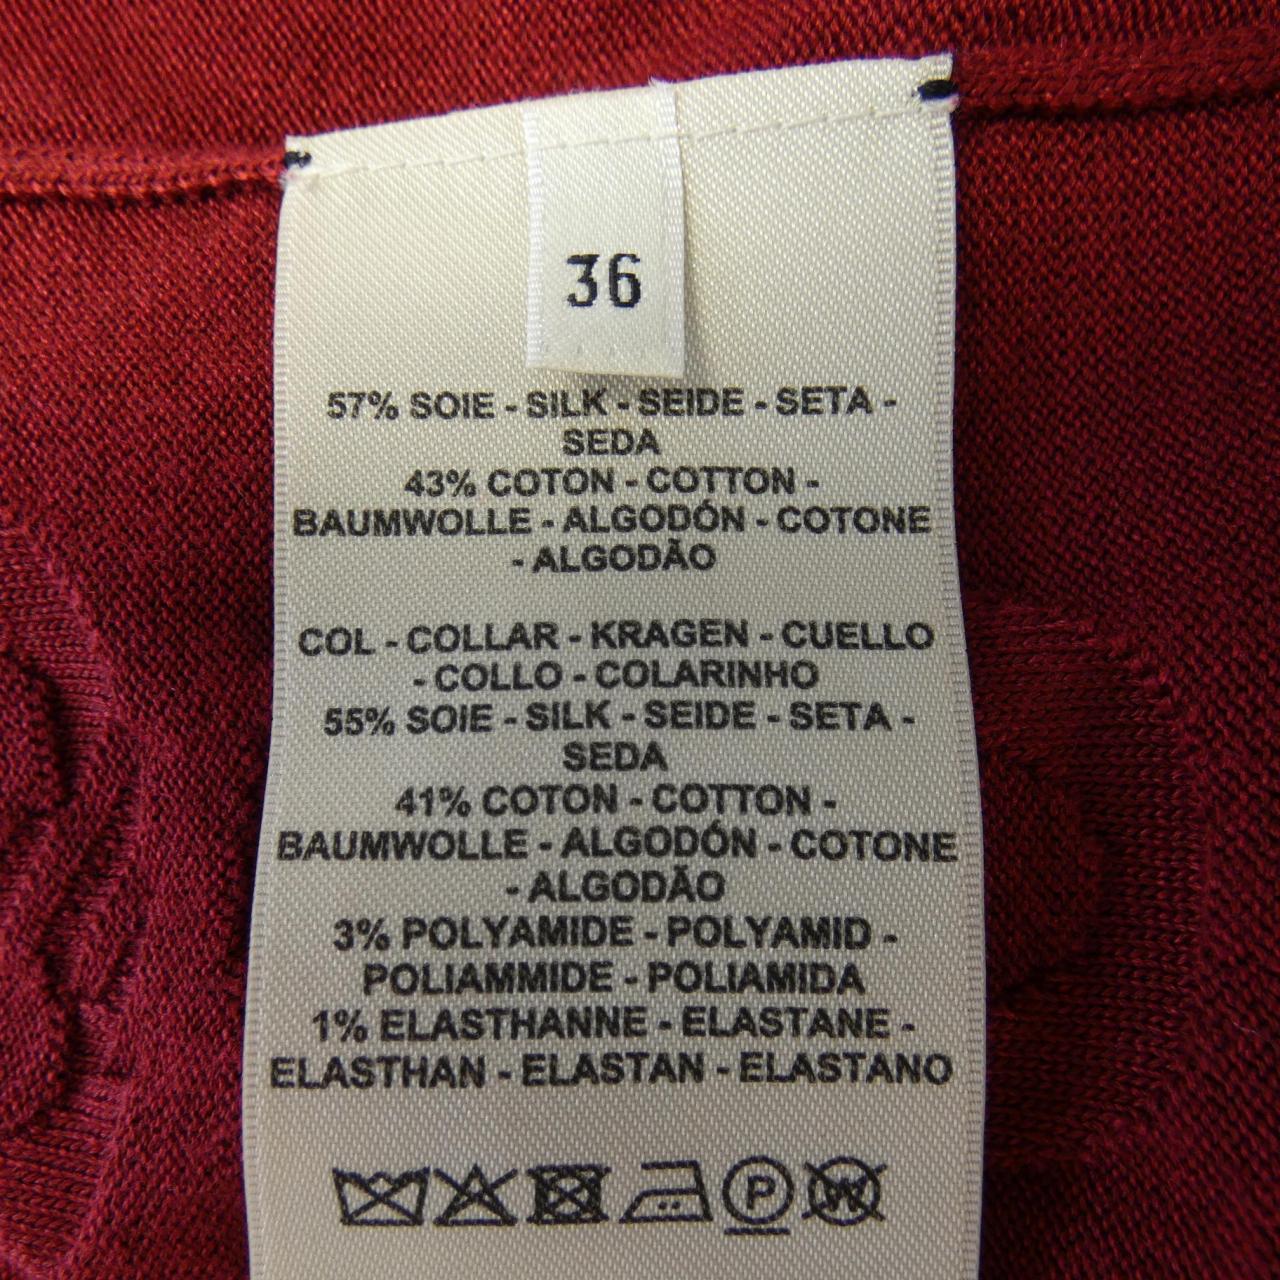 36
57% SOIE - SILK - SEIDE - SETA -
SEDA
43% COTON - COTTON -
BAUMWOLLE - ALGODÓN - COTONE
- ALGODÃO
COL - COLLAR - KRAGEN - CUELLO
- COLLO - COLARINHO
55% SOIE - SILK - SEIDE - SETA -
SEDA
41% COTON - COTTON -
BAUMWOLLE - ALGODÓN - COTONE
- ALGODÃO
3% POLYAMIDE - POLYAMID -
POLIAMMIDE - POLIAMIDA
1% ELASTHANNE - ELASTANE -
ELASTHAN - ELASTAN - ELASTANO
P W